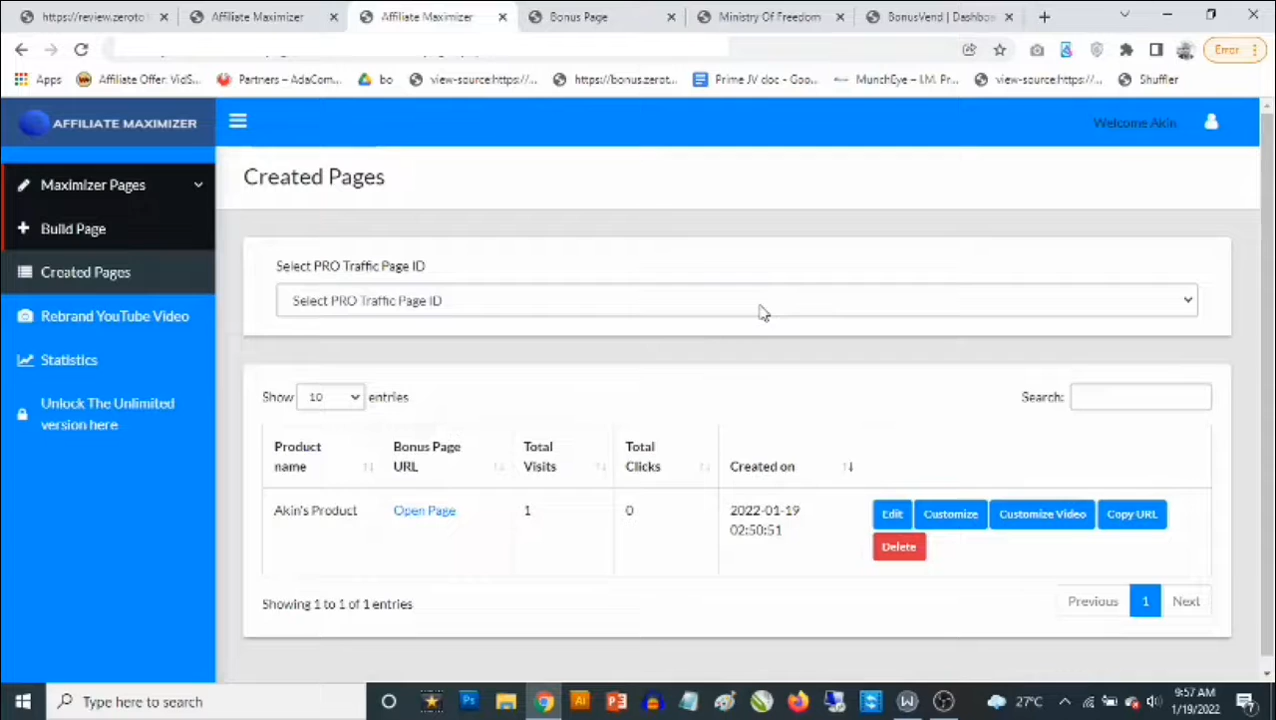 https://review.zeroto
Affiliate Maximizer
Affiliate Maximizer
Bonus Page
Ministry Of Freedom
BonusVend | Dashbo
Error
Apps
Affiliate Offer: VidS...
Partners – AdaCom...
bo
view-source:https://...
https://bonus.zerot...
Prime JV doc - Goo...
MunchEye – I.M. Pr...
view-source:https://...
Shuffler
AFFILIATE MAXIMIZER
Welcome Akin
Maximizer Pages
Build Page
Created Pages
Rebrand YouTube Video
Statistics
Unlock The Unlimited
version here
Created Pages
Select PRO Traffic Page ID
Select PRO Traffic Page ID
Show 10 entries
Search:
Product name
Bonus Page URL
Total Visits
Total Clicks
Created on
Akin's Product
Open Page
1
0
2022-01-19
02:50:51
Edit
Customize
Customize Video
Copy URL
Delete
Showing 1 to 1 of 1 entries
Previous
1
Next
Type here to search
27°C
9:57 AM
1/19/2022